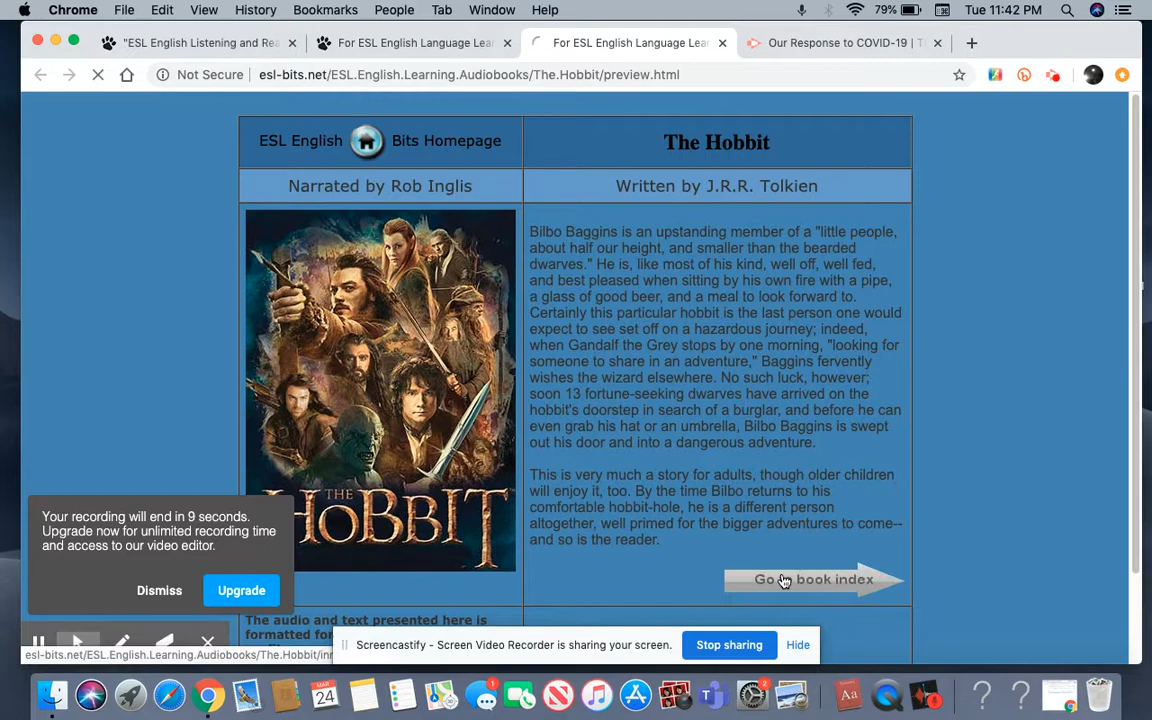 Chrome File Edit View History Bookmarks People Tab Window Help 79% Tue 11:42 PM
"ESL English Listening and Rea
For ESL English Language Lear
For ESL English Language Lear
Our Response to COVID-19 | T
Not Secure esl-bits.net/ESL.English.Learning.Audiobooks/The.Hobbit/preview.html
ESL English Bits Homepage
The Hobbit
Narrated by Rob Inglis
Written by J.R.R. Tolkien
Bilbo Baggins is an upstanding member of a "little people,
about half our height, and smaller than the bearded
dwarves." He is, like most of his kind, well off, well fed,
and best pleased when sitting by his own fire with a pipe,
a glass of good beer, and a meal to look forward to.
Certainly this particular hobbit is the last person one would
expect to see set off on a hazardous journey; indeed,
when Gandalf the Grey stops by one morning, "looking for
someone to share in an adventure," Baggins fervently
wishes the wizard elsewhere. No such luck, however;
soon 13 fortune-seeking dwarves have arrived on the
hobbit's doorstep in search of a burglar, and before he can
even grab his hat or an umbrella, Bilbo Baggins is swept
out his door and into a dangerous adventure.
This is very much a story for adults, though older children
will enjoy it, too. By the time Bilbo returns to his
comfortable hobbit-hole, he is a different person
altogether, well primed for the bigger adventures to come--
and so is the reader.
THE
HOBBIT
Go book index
Your recording will end in 9 seconds.
Upgrade now for unlimited recording time
and access to our video editor.
Dismiss Upgrade
The audio and text presented here is
formatted for
Screencastify - Screen Video Recorder is sharing your screen. Stop sharing Hide
esl-bits.net/ESL.English.Learning.Audiobooks/The.Hobbit/in
MAR
24
1
2
Aa